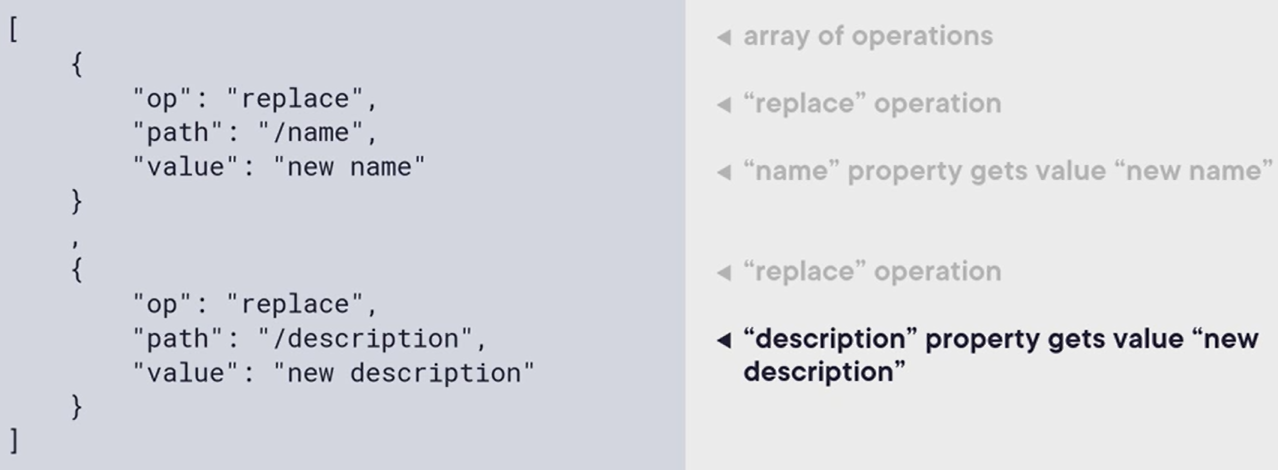 [
{
"op": "replace",
"path": "/name",
"value": "new name"
}
,
{
"op": "replace",
"path": "/description",
"value": "new description"
}
]
◄ array of operations
◄ “replace” operation
◄ “name” property gets value “new name”
◄ “replace” operation
◄ “description” property gets value “new
description”